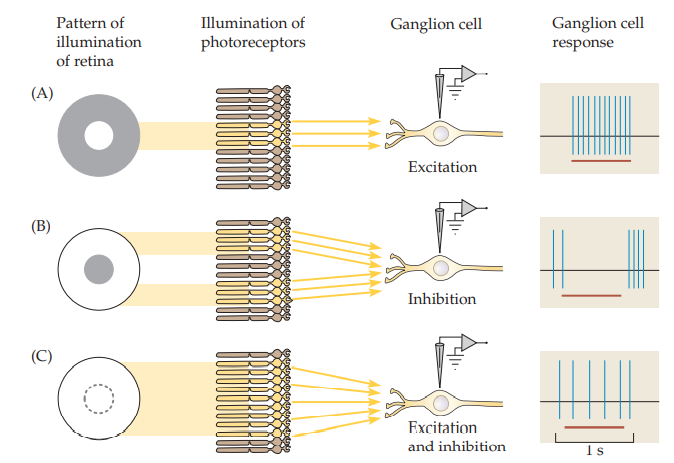 Pattern of
illumination
of retina
Illumination of
photoreceptors
Ganglion cell
Ganglion cell
response
(A)
Excitation
(B)
Inhibition
(C)
Excitation
and inhibition
1 s